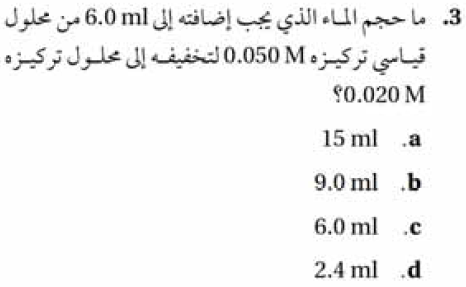 3. ما حجم الماء الذي يجب إضافته إلى 6.0 ml من محلول
قياسي تركيزه 0.050 M لتخفيفه إلى محلول تركيزه
0.020 M؟
a. 15 ml
b. 9.0 ml
c. 6.0 ml
d. 2.4 ml